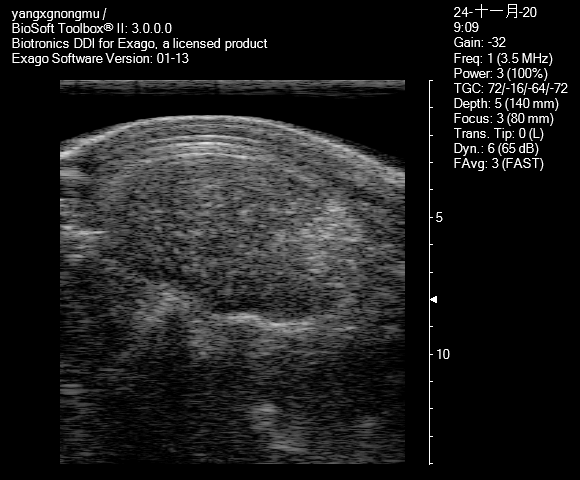 yangxgnongmu /
BioSoft Toolbox® II: 3.0.0.0
Biotronics DDI for Exago, a licensed product
Exago Software Version: 01-13
24-十一月-20
9:09
Gain: -32
Freq: 1 (3.5 MHz)
Power: 3 (100%)
TGC: 72/-16/-64/-72
Depth: 5 (140 mm)
Focus: 3 (80 mm)
Trans. Tip: 0 (L)
Dyn.: 6 (65 dB)
FAvg: 3 (FAST)
5
10